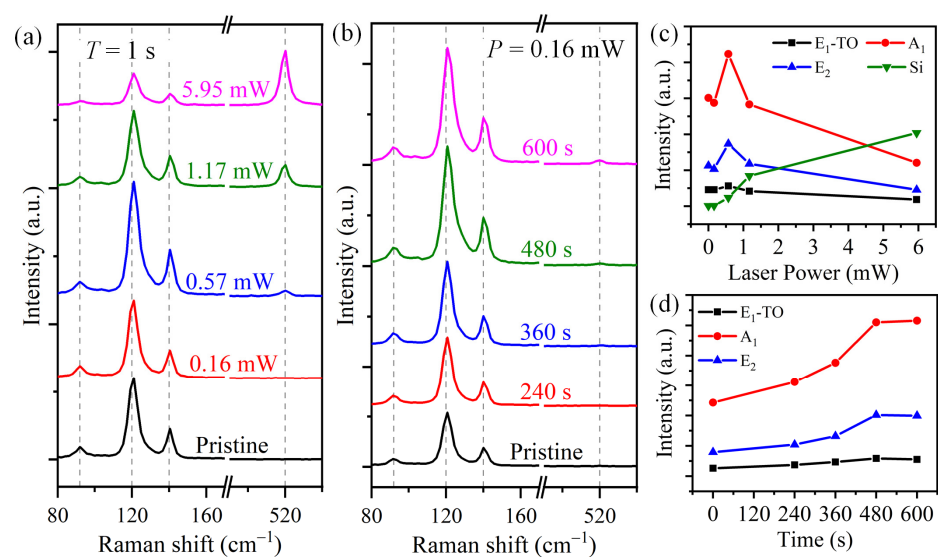 (a)
T = 1 s
5.95 mW
1.17 mW
0.57 mW
0.16 mW
Pristine
Intensity (a.u.)
80 120 160 520
Raman shift (cm⁻¹)
(b)
P = 0.16 mW
600 s
480 s
360 s
240 s
Pristine
Intensity (a.u.)
80 120 160 520
Raman shift (cm⁻¹)
(c)
E₁-TO A₁
E₂ Si
Intensity (a.u.)
0 1 2 3 4 5 6
Laser Power (mW)
(d)
E₁-TO
A₁
E₂
Intensity (a.u.)
0 120 240 360 480 600
Time (s)